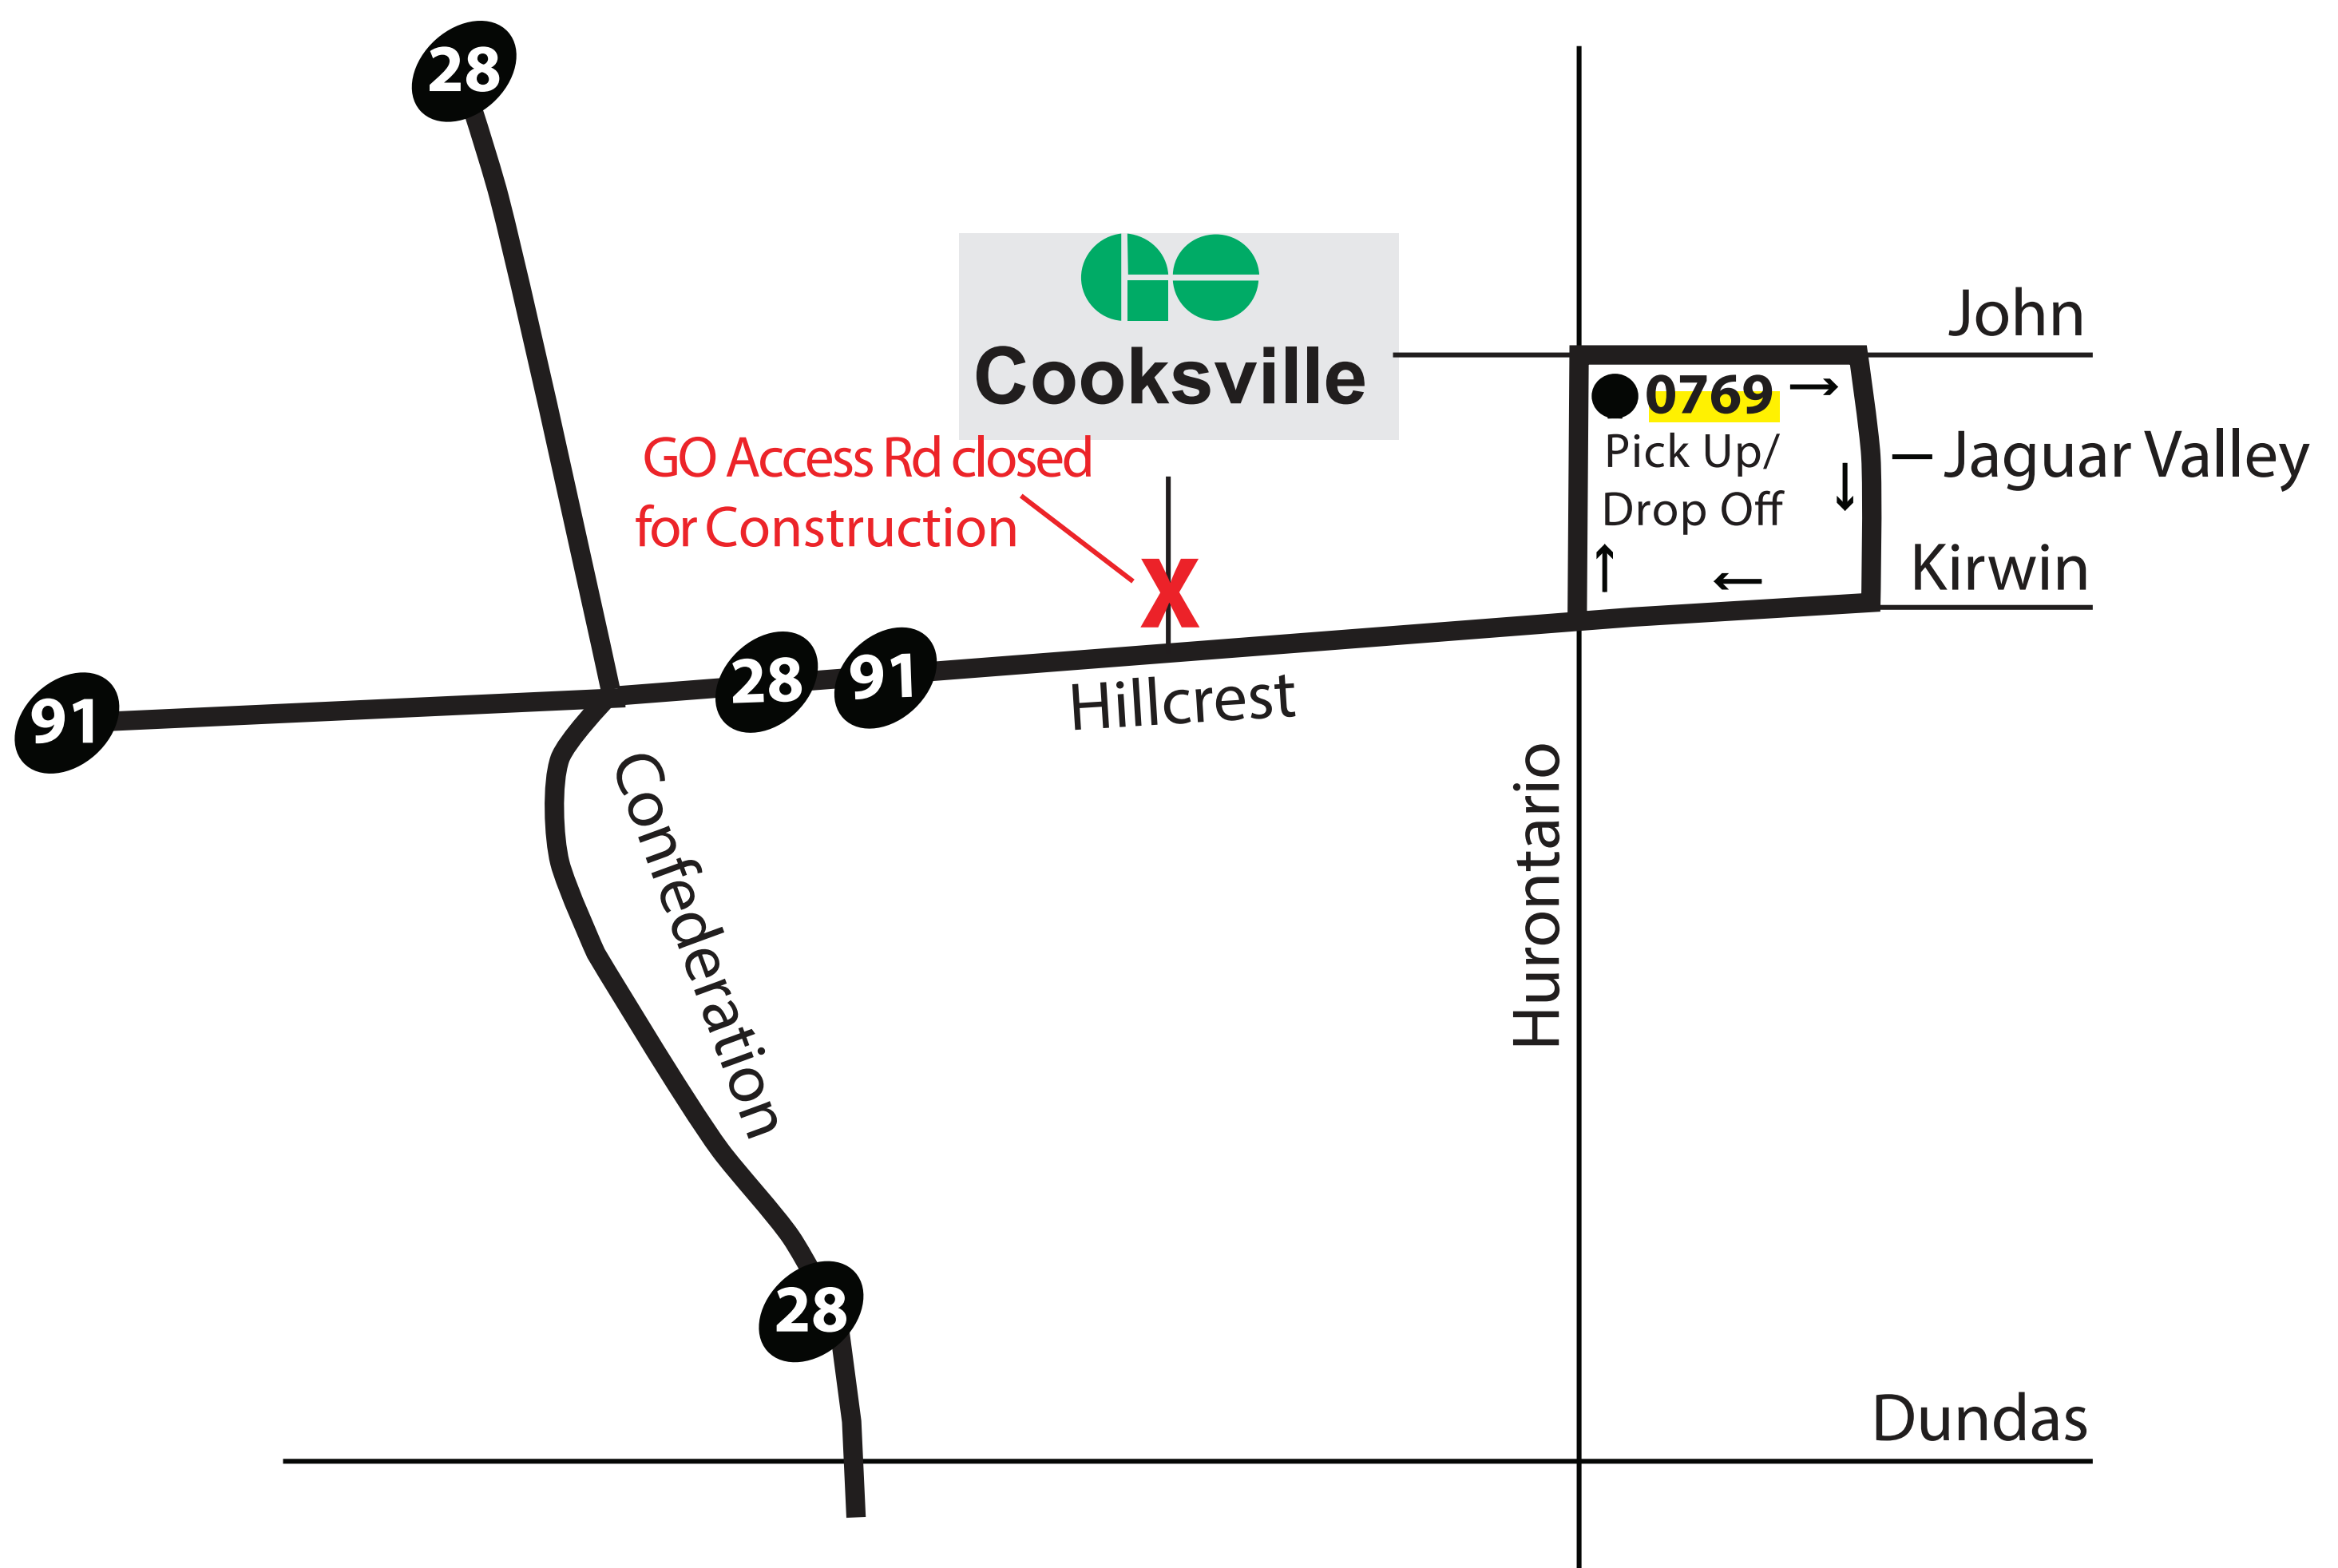 28
GO
Cooksville
John
0769 →
Pick Up/
Drop Off
↓
— Jaguar Valley
↑
←
Kirwin
GO Access Rd closed
for Construction
X
91
28
91
Hillcrest
Confederation
Hurontario
28
Dundas